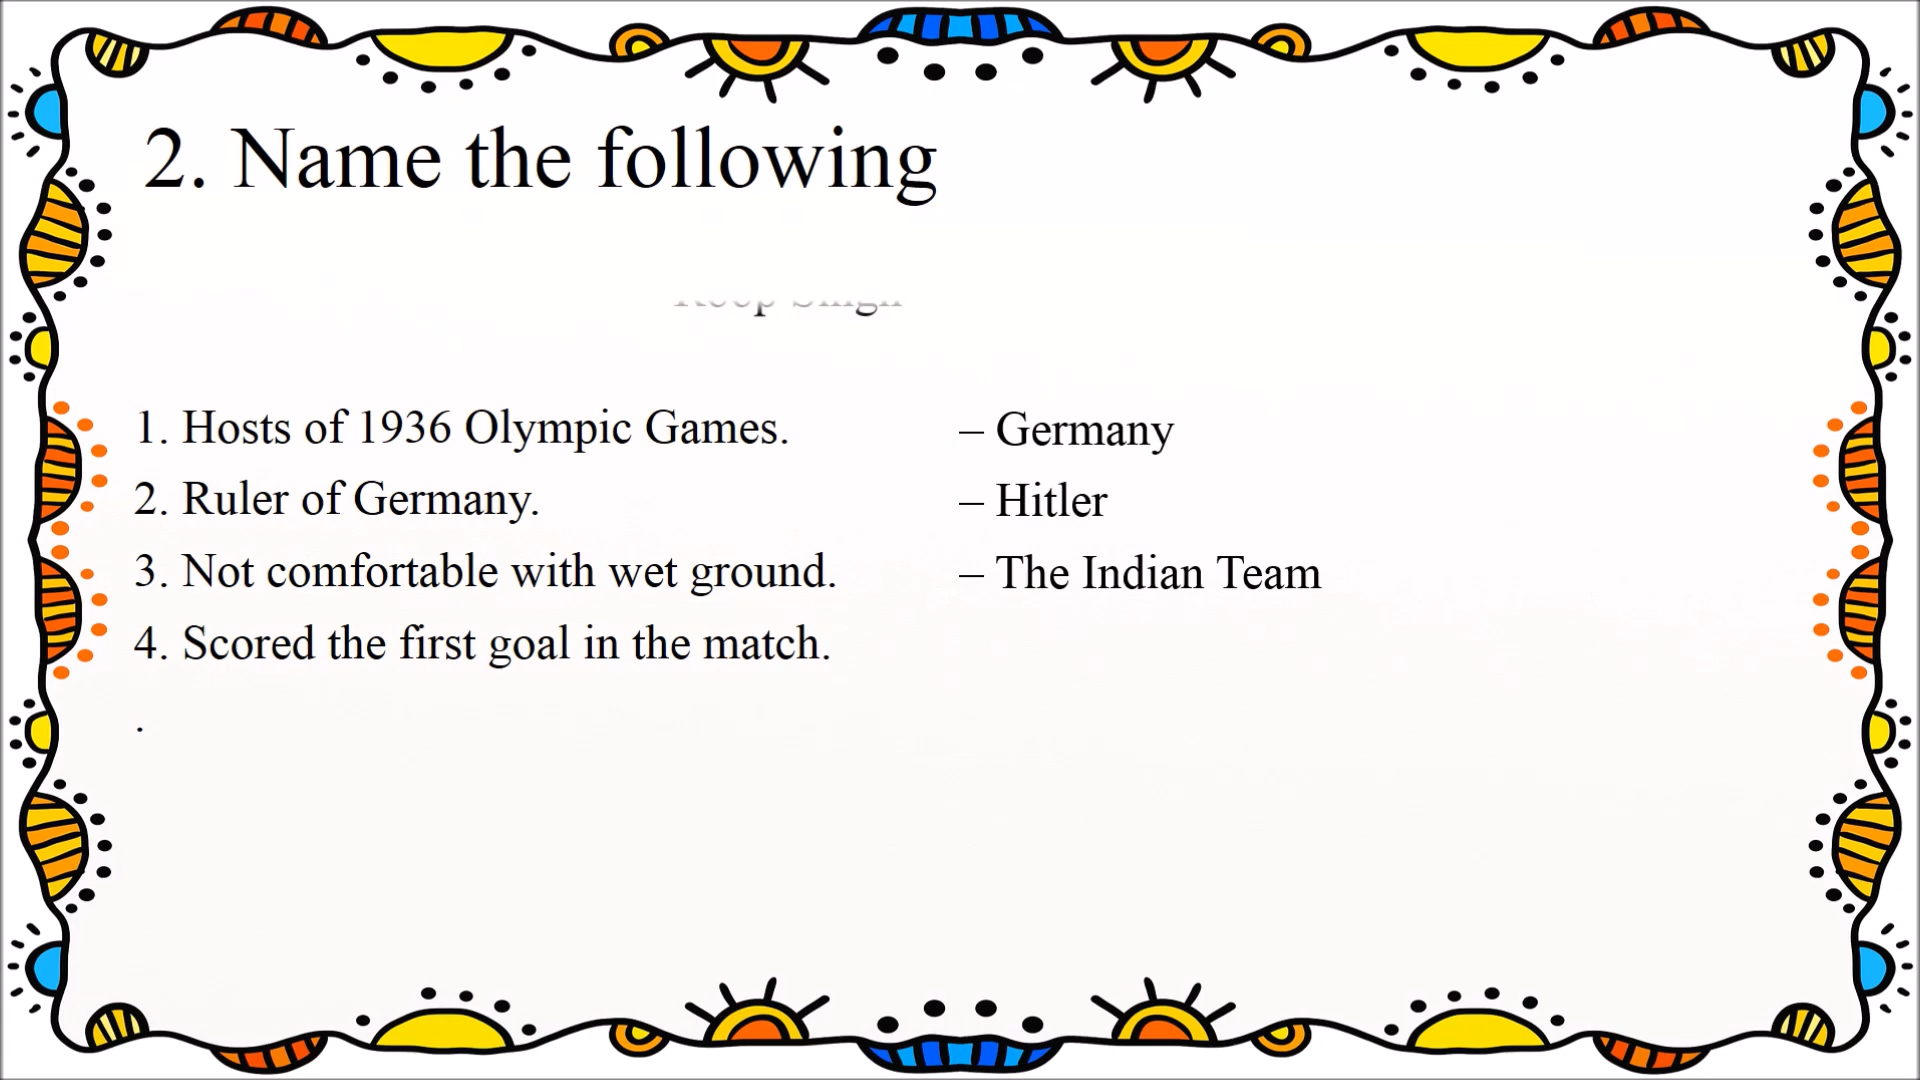 2. Name the following
1. Hosts of 1936 Olympic Games. – Germany
2. Ruler of Germany. – Hitler
3. Not comfortable with wet ground. – The Indian Team
4. Scored the first goal in the match.
.